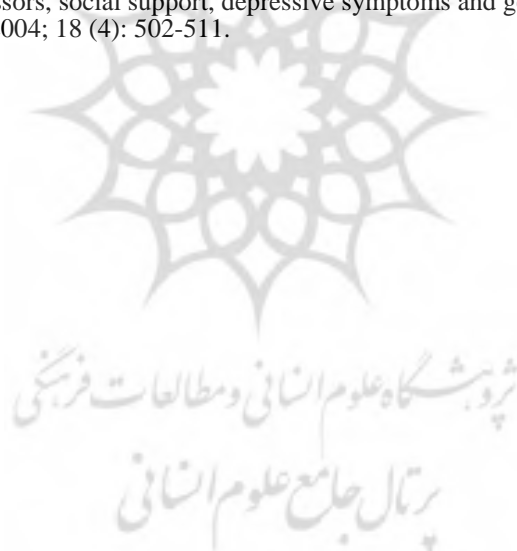 ssors, social support, depressive symptoms and g
004; 18 (4): 502-511.
پژوهشگاه علوم انسانی و مطالعات فرهنگی
پرتال جامع علوم انسانی